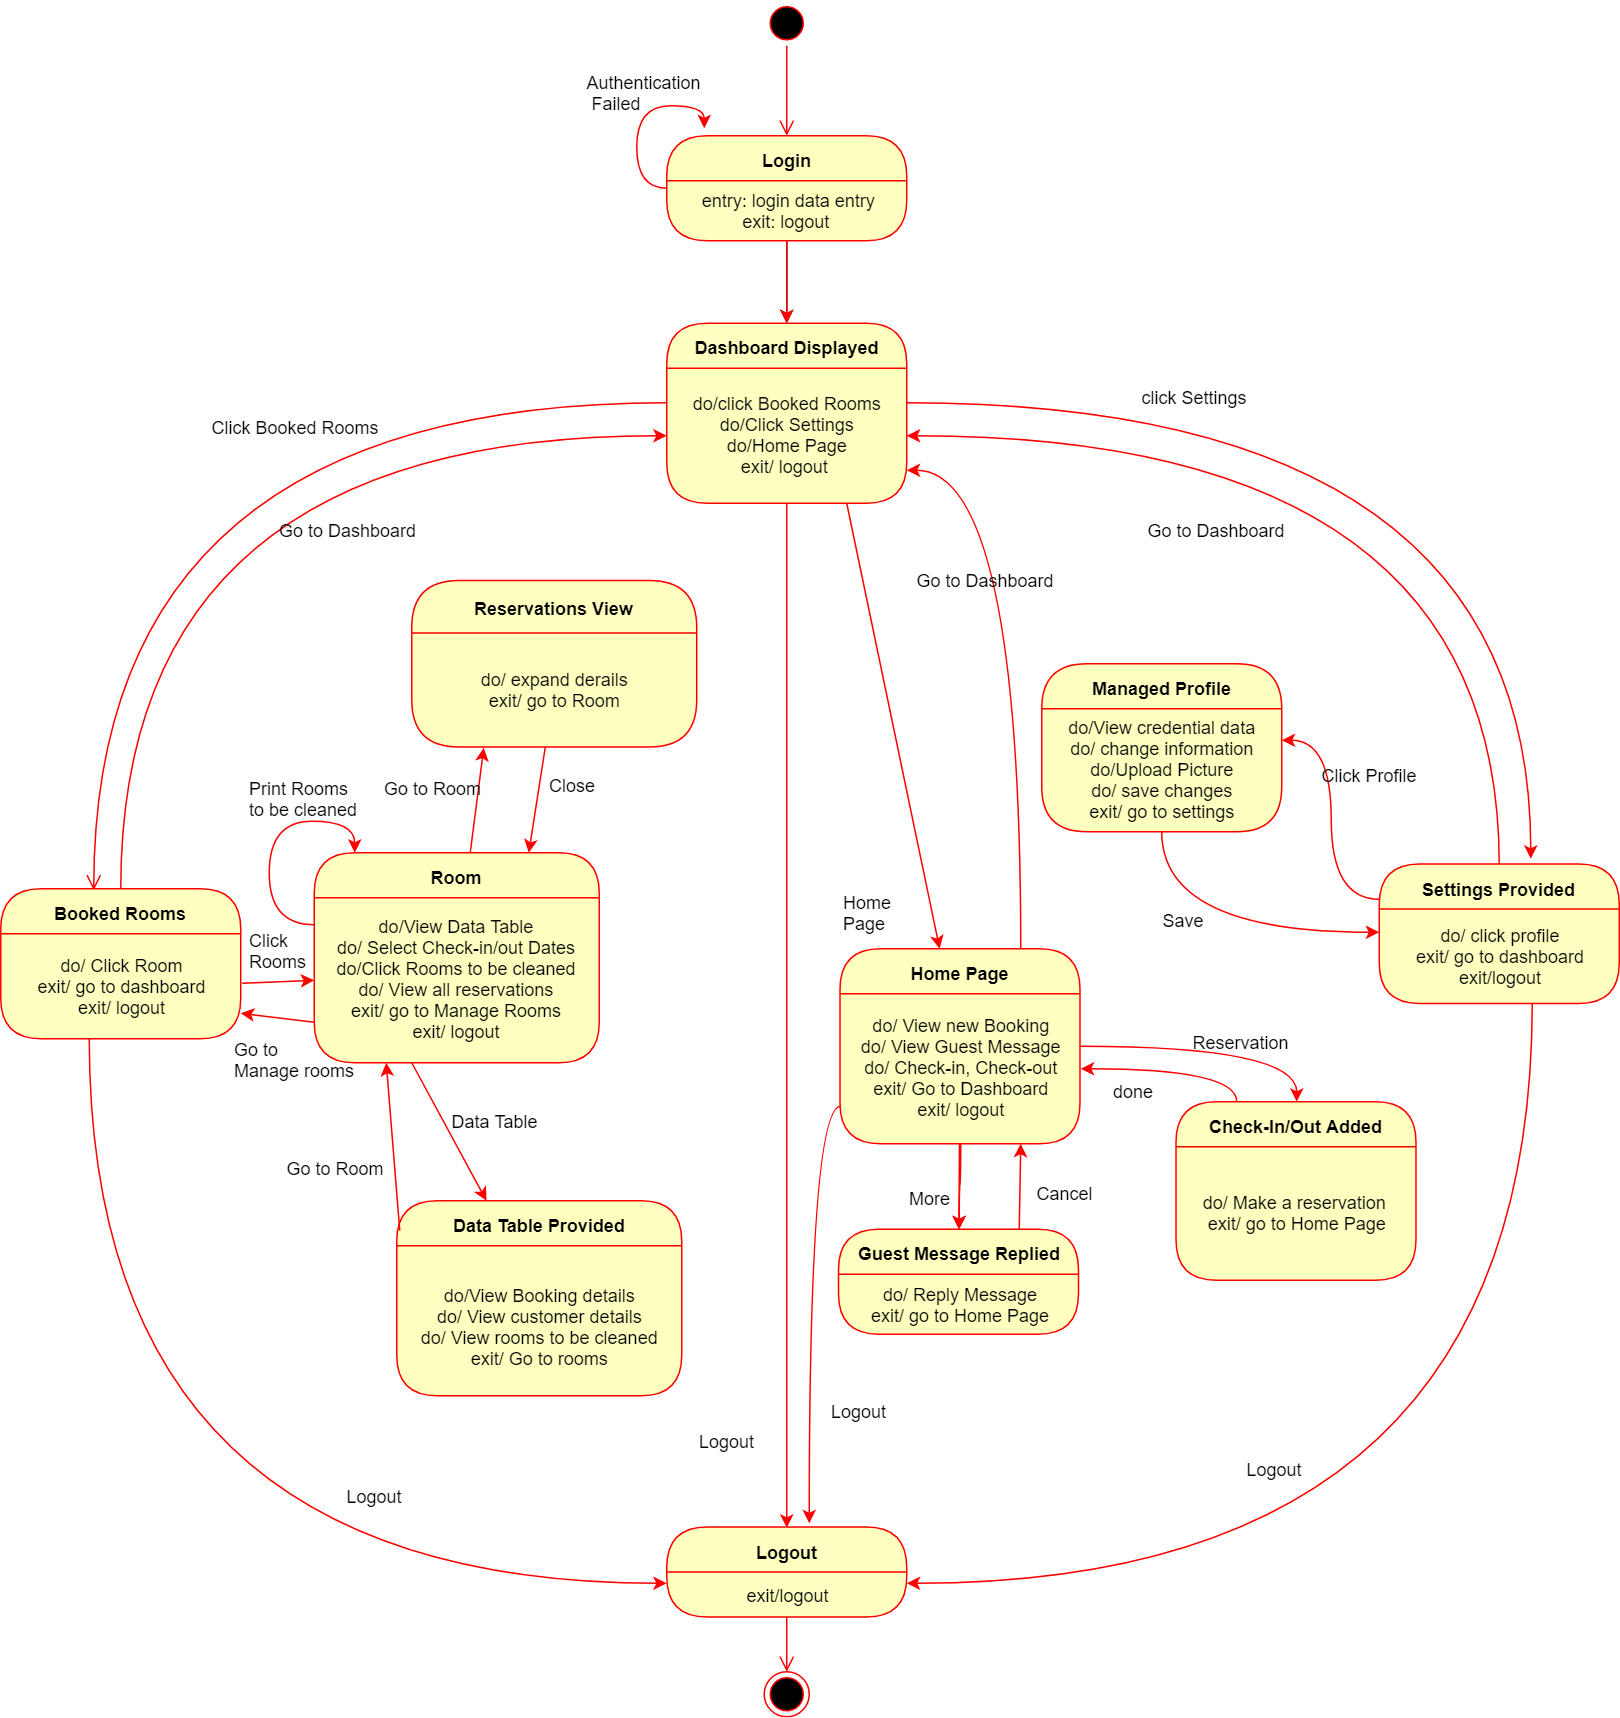 Authentication
Failed
Login
entry: login data entry
exit: logout
Dashboard Displayed
do/click Booked Rooms
do/Click Settings
do/Home Page
exit/ logout
click Settings
Click Booked Rooms
Go to Dashboard
Go to Dashboard
Go to Dashboard
Reservations View
do/ expand derails
exit/ go to Room
Managed Profile
do/View credential data
do/ change information
do/Upload Picture
do/ save changes
exit/ go to settings
Click Profile
Print Rooms
to be cleaned
Go to Room
Close
Room
do/View Data Table
do/ Select Check-in/out Dates
do/Click Rooms to be cleaned
do/ View all reservations
exit/ go to Manage Rooms
exit/ logout
Booked Rooms
do/ Click Room
exit/ go to dashboard
exit/ logout
Click
Rooms
Go to
Manage rooms
Home
Page
Save
Settings Provided
do/ click profile
exit/ go to dashboard
exit/logout
Home Page
do/ View new Booking
do/ View Guest Message
do/ Check-in, Check-out
exit/ Go to Dashboard
exit/ logout
Reservation
done
Check-In/Out Added
do/ Make a reservation
exit/ go to Home Page
Data Table
Go to Room
More
Cancel
Data Table Provided
do/View Booking details
do/ View customer details
do/ View rooms to be cleaned
exit/ Go to rooms
Guest Message Replied
do/ Reply Message
exit/ go to Home Page
Logout
Logout
Logout
Logout
Logout
exit/logout